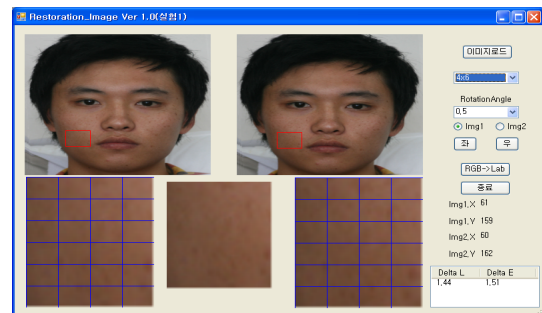 Restoration_Image Ver 1.0(실험1)
이미지로드
4x6
RotationAngle
0.5
Img1 Img2
좌 우
RGB->Lab
종료
Img1.X 61
Img1.Y 159
Img2.X 60
Img2.Y 162
Delta L Delta E
1.44 1.51